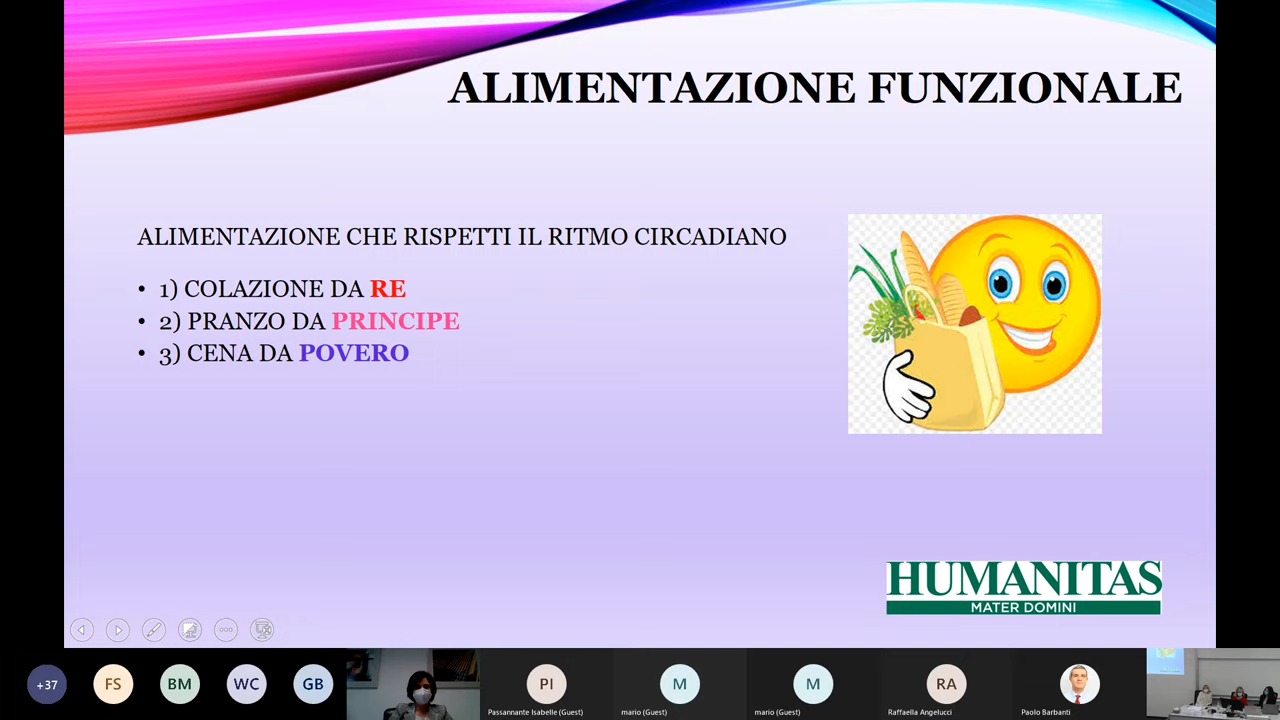 ALIMENTAZIONE FUNZIONALE
ALIMENTAZIONE CHE RISPETTI IL RITMO CIRCADIANO
• 1) COLAZIONE DA RE
• 2) PRANZO DA PRINCIPE
• 3) CENA DA POVERO
HUMANITAS
MATER DOMINI
+37
FS
BM
WC
GB
PI
M
M
RA
Passannante Isabelle (Guest)
mario (Guest)
mario (Guest)
Raffaella Angelucci
Paolo Barbanti